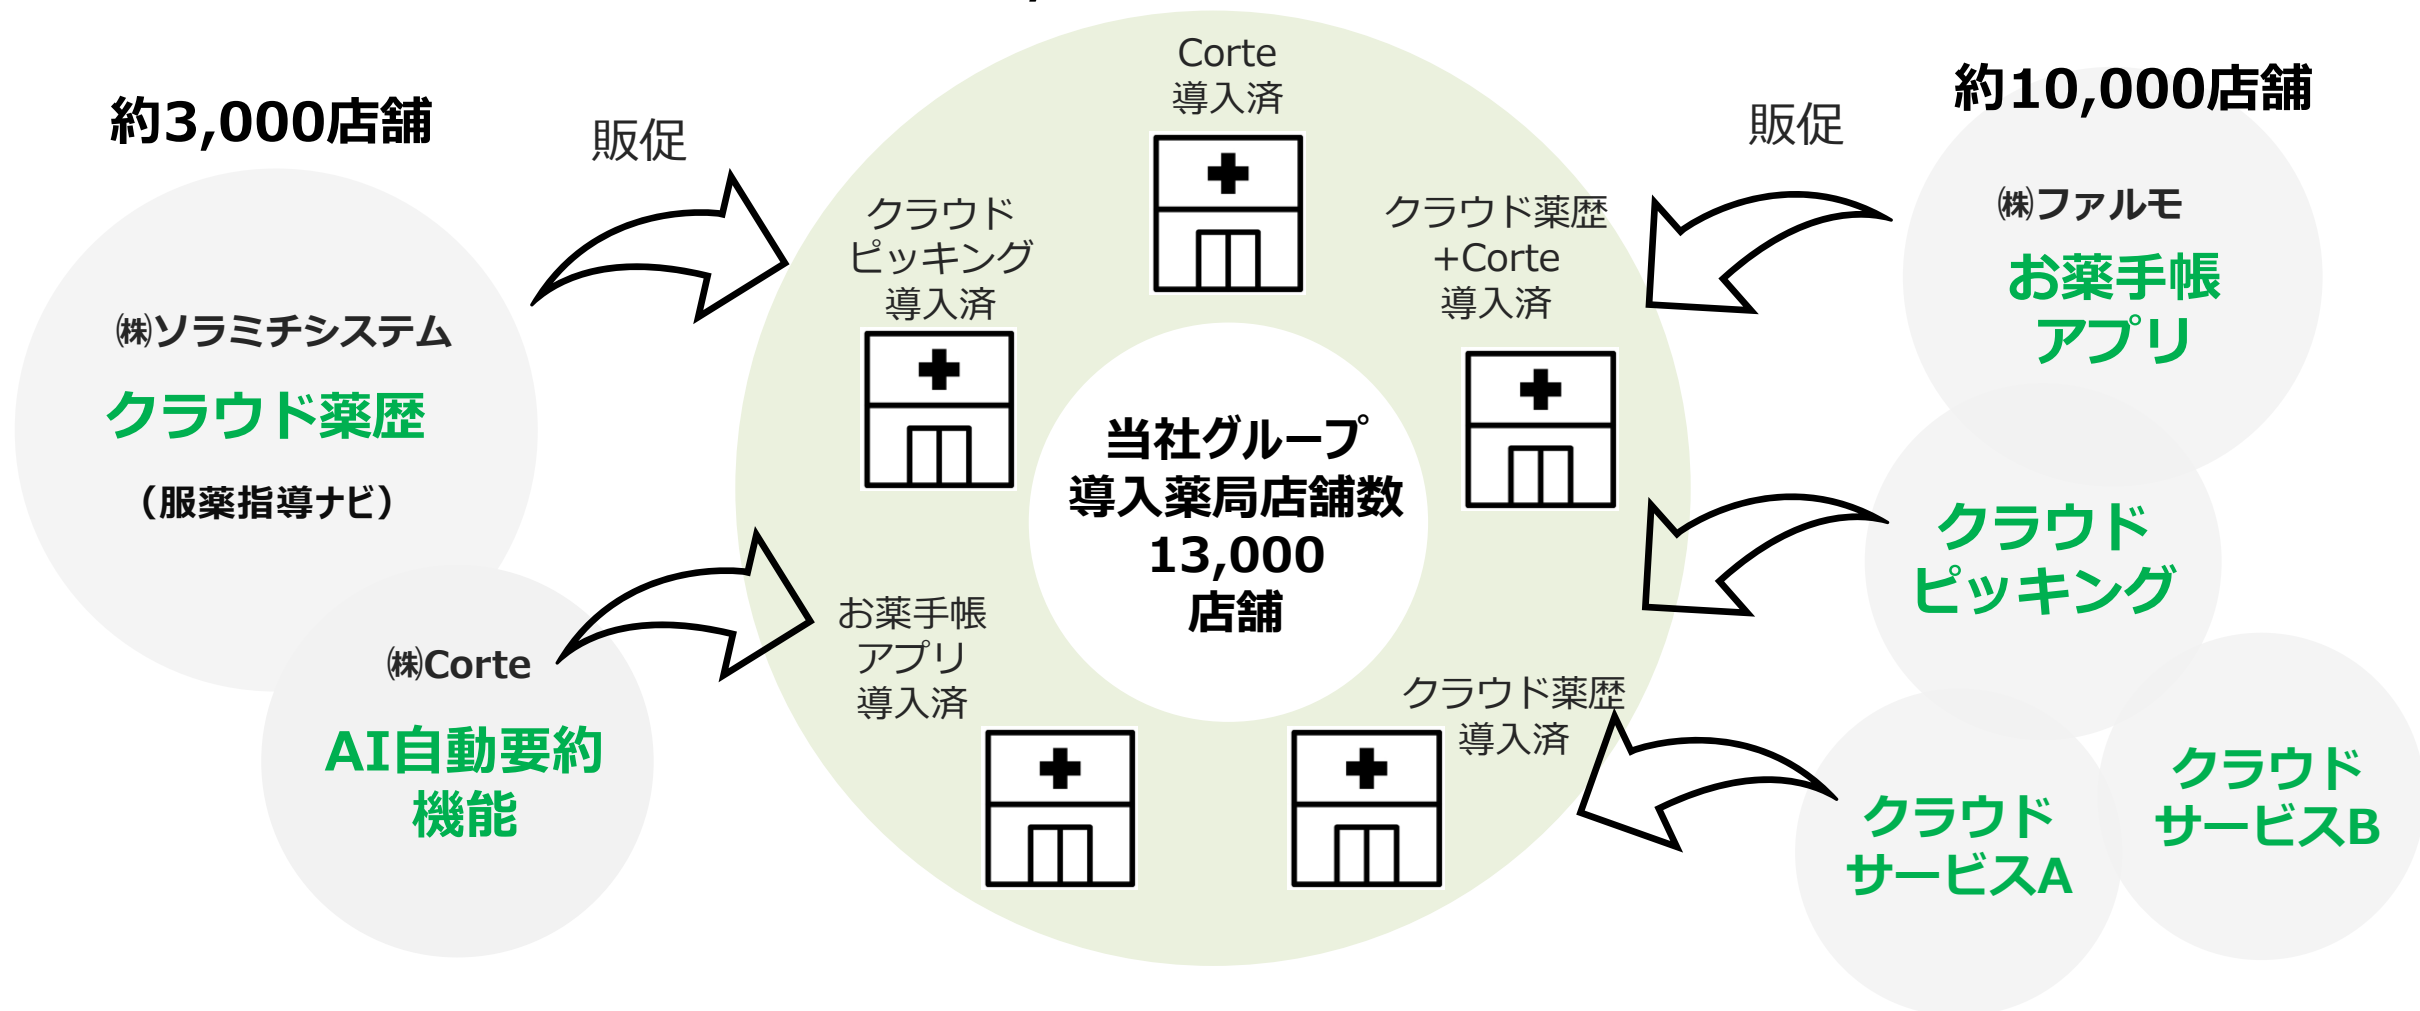 約3,000店舗
㈱ソラミチシステム
クラウド薬歴
（服薬指導ナビ）
㈱Corte
AI自動要約
機能
販促
Corte
導入済
クラウド
ピッキング
導入済
クラウド薬歴
+Corte
導入済
当社グループ
導入薬局店舗数
13,000
店舗
お薬手帳
アプリ
導入済
クラウド薬歴
導入済
販促
約10,000店舗
㈱ファルモ
お薬手帳
アプリ
クラウド
ピッキング
クラウド
サービスA
クラウド
サービスB